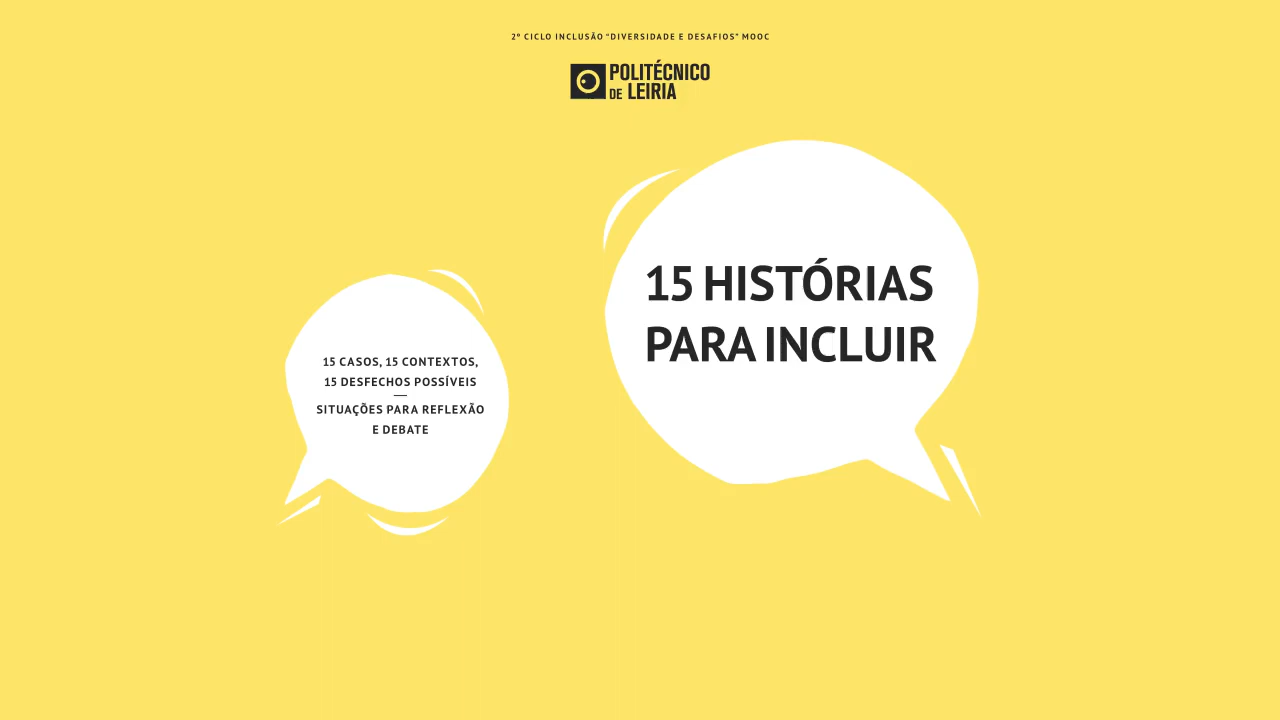 2º CICLO INCLUSÃO "DIVERSIDADE E DESAFIOS" MOOC
POLITÉCNICO
DE LEIRIA
15 HISTÓRIAS
PARA INCLUIR
15 CASOS, 15 CONTEXTOS,
15 DESFECHOS POSSÍVEIS
—
SITUAÇÕES PARA REFLEXÃO
E DEBATE